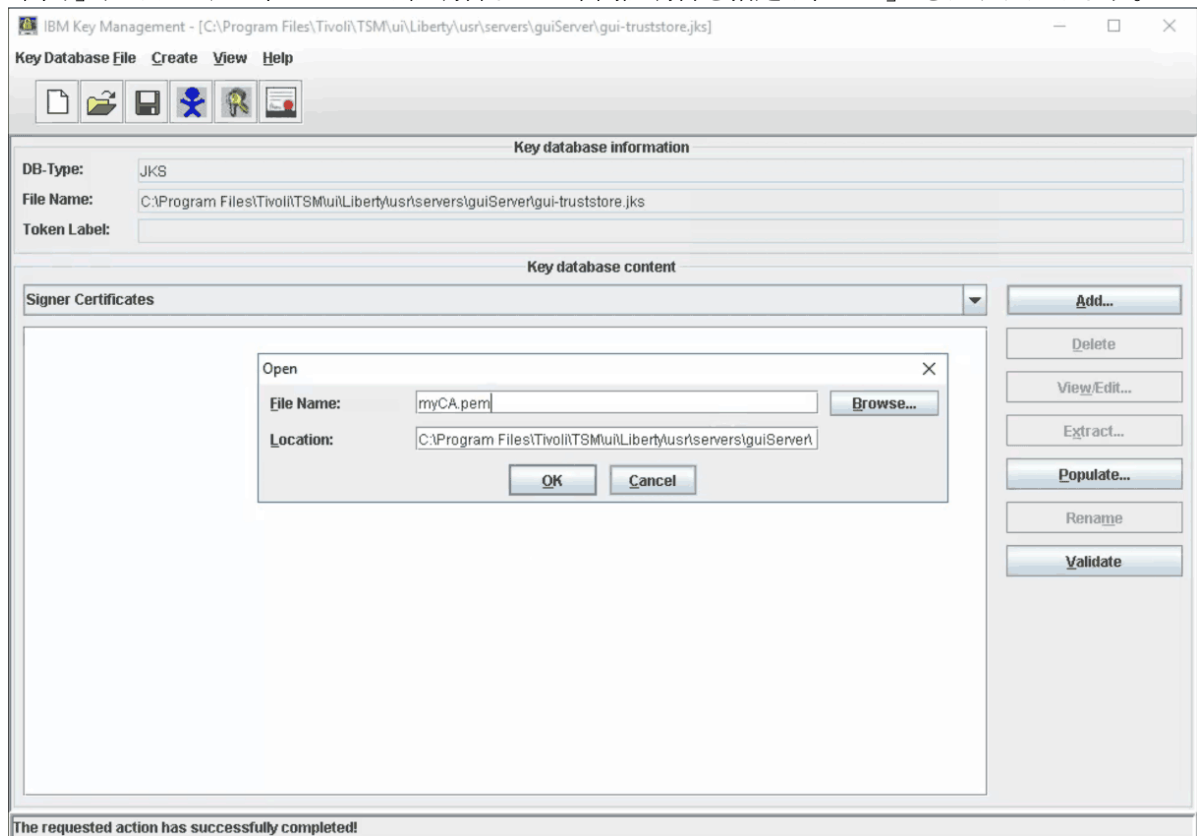 IBM Key Management - [C:\Program Files\Tivoli\TSM\ui\Liberty\usr\servers\guiServer\gui-truststore.jks]
Key Database File Create View Help
Key database information
DB-Type: JKS
File Name: C:\Program Files\Tivoli\TSM\ui\Liberty\usr\servers\guiServer\gui-truststore.jks
Token Label:
Key database content
Signer Certificates
Add...
Delete
View/Edit...
Extract...
Populate...
Rename
Validate
Open
File Name: myCA.pem Browse...
Location: C:\Program Files\Tivoli\TSM\ui\Liberty\usr\servers\guiServer\
OK Cancel
The requested action has successfully completed!